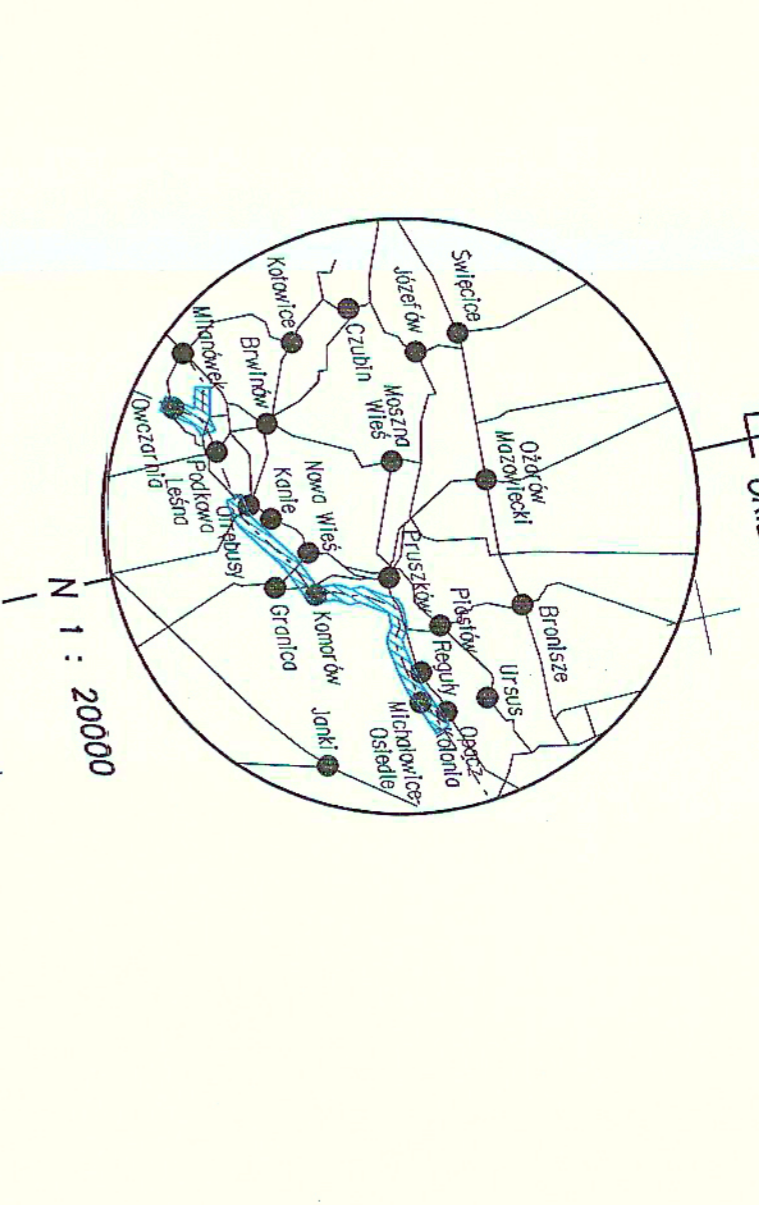 Ożarów
Mazowiecki
Bronisze
Święcice
Piastów
Ursus
Józefów
Moszna
Wieś
Pruszków
Reguły
Opacz
Kolonia
Czubin
Michałowice
Osiedle
Nowa Wieś
Komorów
Kotowice
Brwinów
Kanie
Granica
Janki
Milanówek
Otrębusy
Podkowa
Leśna
Owczarnia
N 1 : 20000